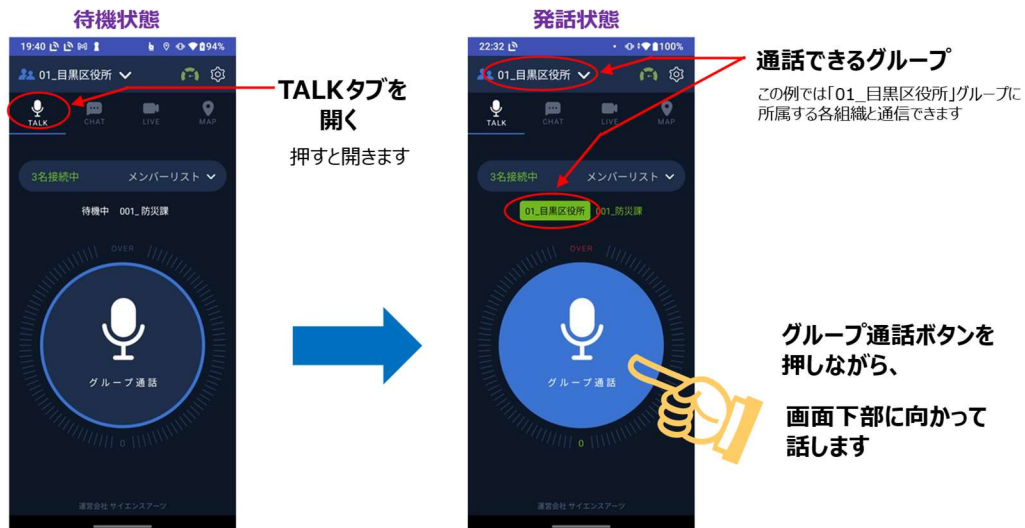 待機状態
19:40 94%
01_目黒区役所
TALK CHAT LIVE MAP
3名接続中 メンバーリスト
待機中 001_防災課
OVER
グループ通話
0
運営会社 サイエンスアーツ
TALKタブを
開く
押すと開きます
発話状態
22:32 100%
01_目黒区役所
TALK CHAT LIVE MAP
3名接続中 メンバーリスト
01_目黒区役所 001_防災課
OVER
グループ通話
0
運営会社 サイエンスアーツ
通話できるグループ
この例では「01_目黒区役所」グループに
所属する各組織と通信できます
グループ通話ボタンを
押しながら、
画面下部に向かって
話します